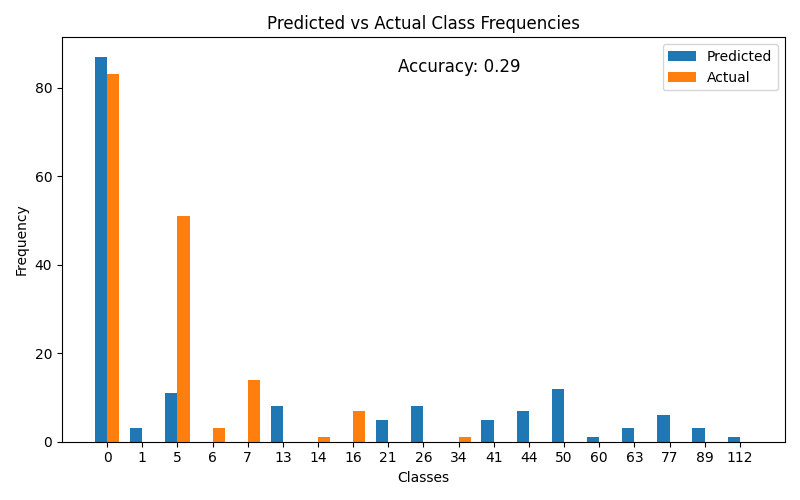 Predicted vs Actual Class Frequencies
Accuracy: 0.29
Predicted
Actual
Frequency
80
60
40
20
0
0 1 5 6 7 13 14 16 21 26 34 41 44 50 60 63 77 89 112
Classes